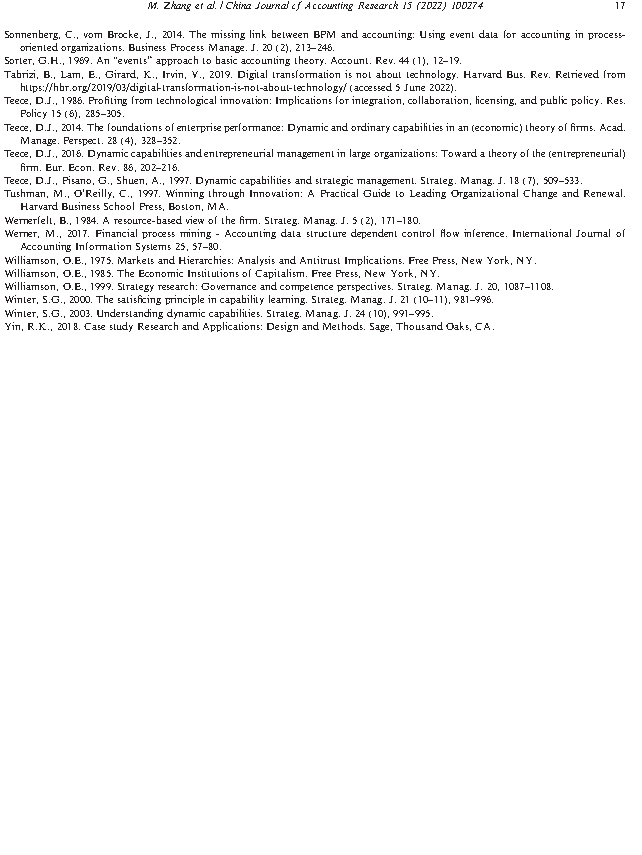 M. Zhang et al. / China Journal of Accounting Research 15 (2022) 100274 17
Sonnenberg, C., vom Brocke, J., 2014. The missing link between BPM and accounting: Using event data for accounting in process-
oriented organizations. Business Process Manage. J. 20 (2), 213–246.
Sorter, G.H., 1969. An “events” approach to basic accounting theory. Account. Rev. 44 (1), 12–19.
Tabrizi, B., Lam, E., Girard, K., Irvin, V., 2019. Digital transformation is not about technology. Harvard Bus. Rev. Retrieved from
https://hbr.org/2019/03/digital-transformation-is-not-about-technology/ (accessed 5 June 2022).
Teece, D.J., 1986. Profiting from technological innovation: Implications for integration, collaboration, licensing, and public policy. Res.
Policy 15 (6), 285–305.
Teece, D.J., 2014. The foundations of enterprise performance: Dynamic and ordinary capabilities in an (economic) theory of firms. Acad.
Manage. Perspect. 28 (4), 328–352.
Teece, D.J., 2016. Dynamic capabilities and entrepreneurial management in large organizations: Toward a theory of the (entrepreneurial)
firm. Eur. Econ. Rev. 86, 202–216.
Teece, D.J., Pisano, G., Shuen, A., 1997. Dynamic capabilities and strategic management. Strateg. Manag. J. 18 (7), 509–533.
Tushman, M., O’Reilly, C., 1997. Winning through Innovation: A Practical Guide to Leading Organizational Change and Renewal.
Harvard Business School Press, Boston, MA.
Wernerfelt, B., 1984. A resource-based view of the firm. Strateg. Manag. J. 5 (2), 171–180.
Werner, M., 2017. Financial process mining - Accounting data structure dependent control flow inference. International Journal of
Accounting Information Systems 25, 57–80.
Williamson, O.E., 1975. Markets and Hierarchies: Analysis and Antitrust Implications. Free Press, New York, NY.
Williamson, O.E., 1985. The Economic Institutions of Capitalism. Free Press, New York, NY.
Williamson, O.E., 1999. Strategy research: Governance and competence perspectives. Strateg. Manag. J. 20, 1087–1108.
Winter, S.G., 2000. The satisficing principle in capability learning. Strateg. Manag. J. 21 (10–11), 981–996.
Winter, S.G., 2003. Understanding dynamic capabilities. Strateg. Manag. J. 24 (10), 991–995.
Yin, R.K., 2018. Case study Research and Applications: Design and Methods. Sage, Thousand Oaks, CA.